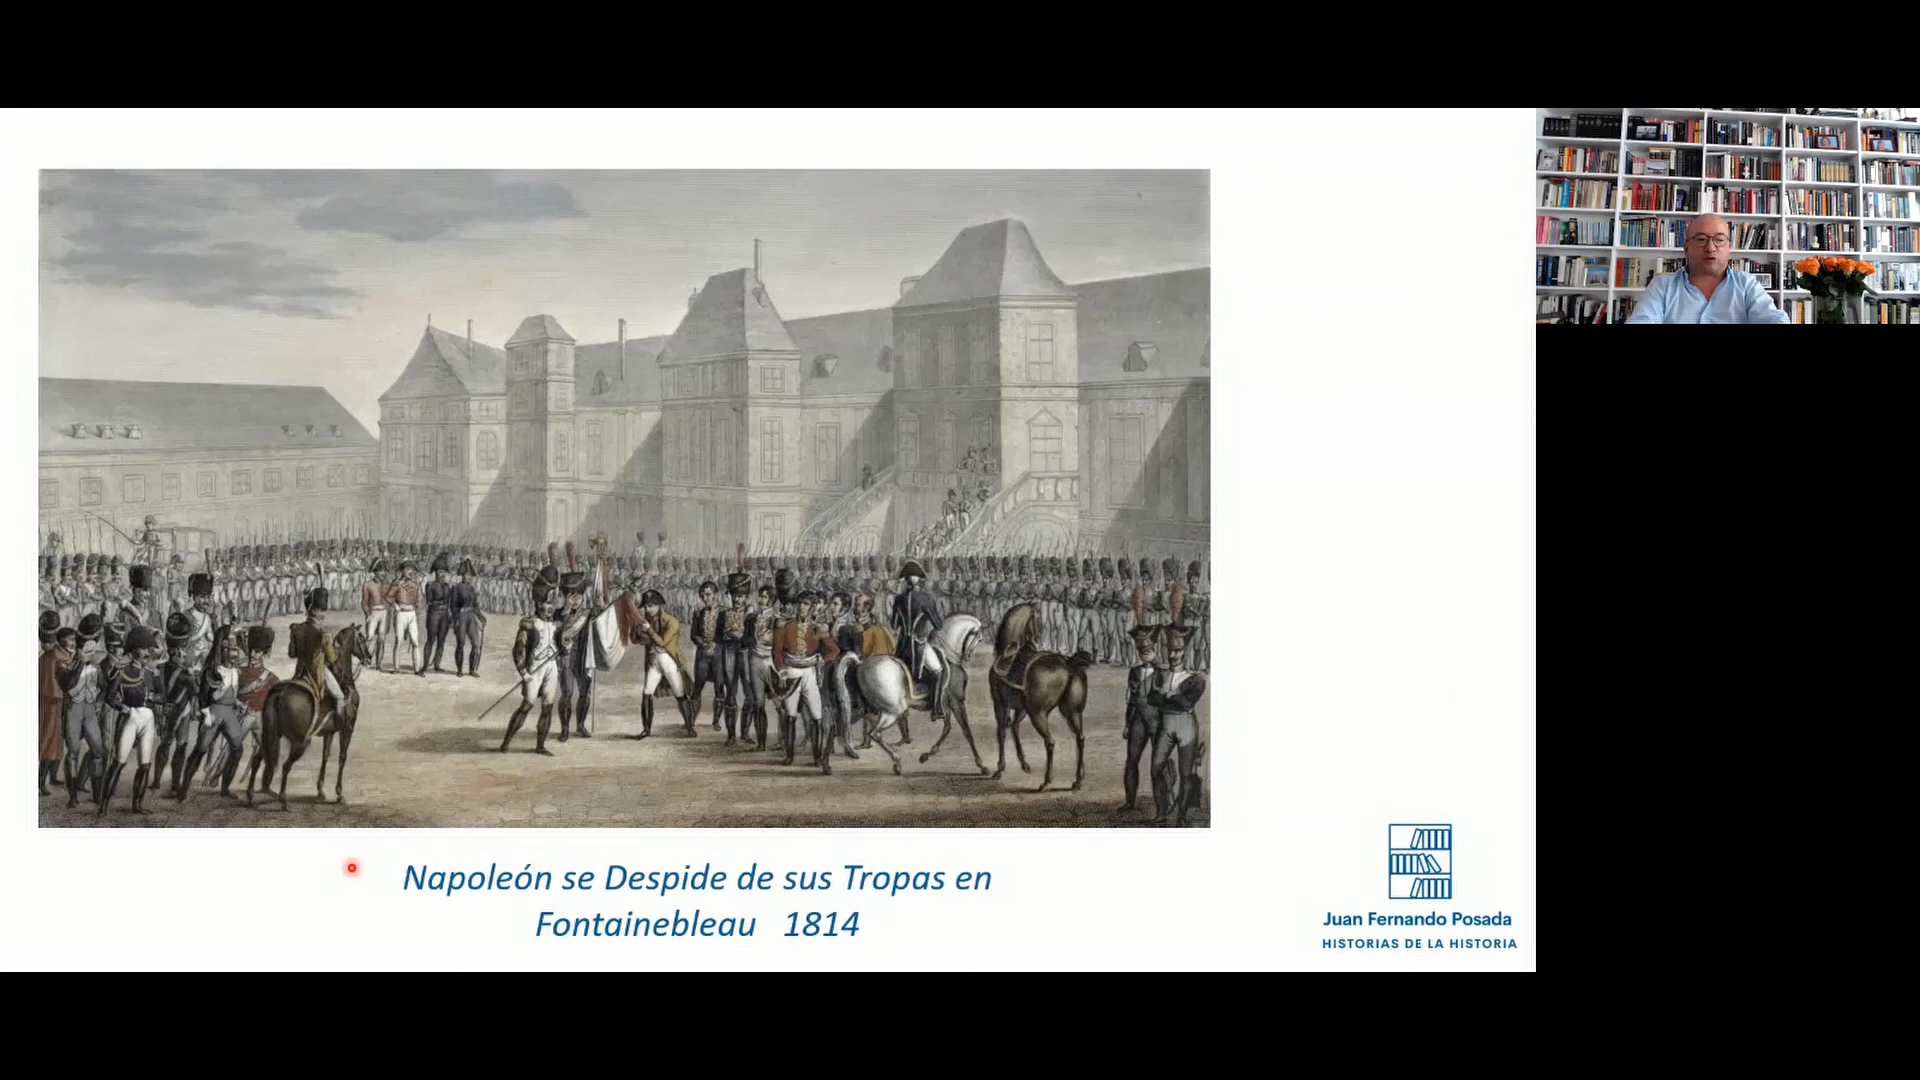 Napoleón se Despide de sus Tropas en
Fontainebleau 1814
Juan Fernando Posada
HISTORIAS DE LA HISTORIA